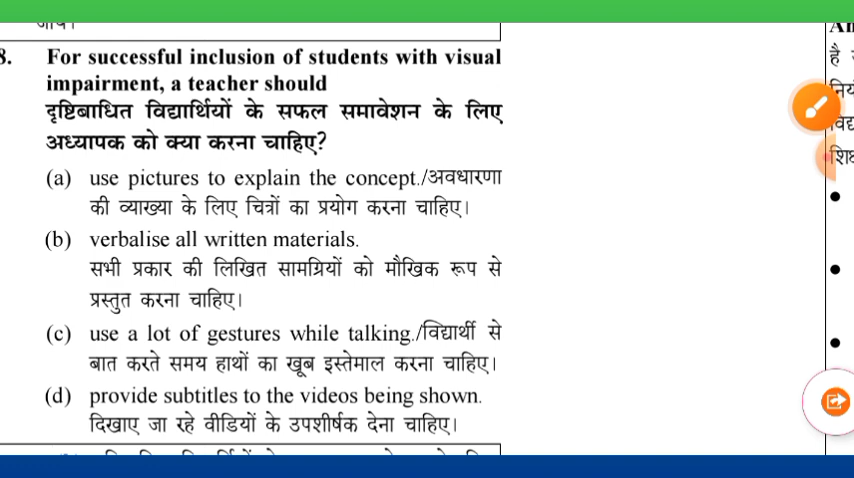 8. For successful inclusion of students with visual
impairment, a teacher should
दृष्टिबाधित विद्यार्थियों के सफल समावेशन के लिए
अध्यापक को क्या करना चाहिए?
(a) use pictures to explain the concept./अवधारणा
की व्याख्या के लिए चित्रों का प्रयोग करना चाहिए।
(b) verbalise all written materials.
सभी प्रकार की लिखित सामग्रियों को मौखिक रूप से
प्रस्तुत करना चाहिए।
(c) use a lot of gestures while talking./विद्यार्थी से
बात करते समय हाथों का खूब इस्तेमाल करना चाहिए।
(d) provide subtitles to the videos being shown.
दिखाए जा रहे वीडियों के उपशीर्षक देना चाहिए।
है